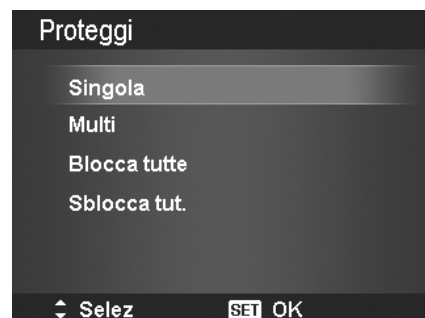 Proteggi
Singola
Multi
Blocca tutte
Sblocca tut.
Selez SET OK